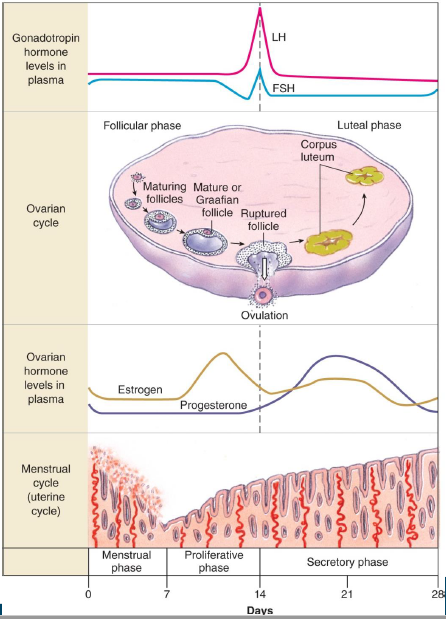 Gonadotropin
hormone
levels in
plasma
LH
FSH
Follicular phase
Luteal phase
Corpus
luteum
Ovarian
cycle
Maturing
follicles
Mature or
Graafian
follicle
Ruptured
follicle
Ovulation
Ovarian
hormone
levels in
plasma
Estrogen
Progesterone
Menstrual
cycle
(uterine
cycle)
Menstrual
phase
Proliferative
phase
Secretory phase
0
7
14
21
28
Days